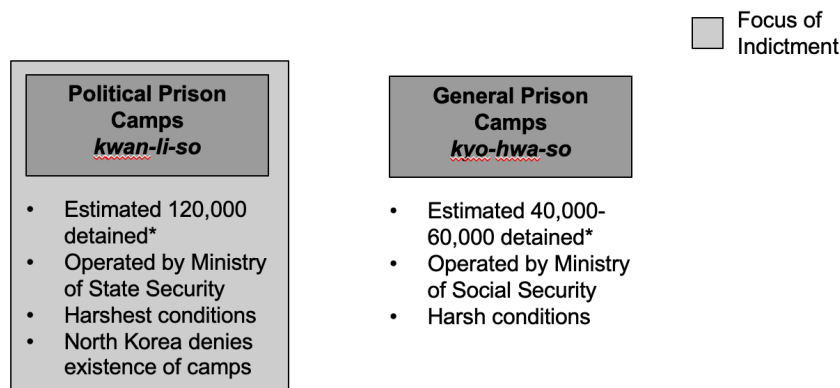 Focus of
Indictment
Political Prison
Camps
kwan-li-so
• Estimated 120,000
detained*
• Operated by Ministry
of State Security
• Harshest conditions
• North Korea denies
existence of camps
General Prison
Camps
kyo-hwa-so
• Estimated 40,000-
60,000 detained*
• Operated by Ministry
of Social Security
• Harsh conditions